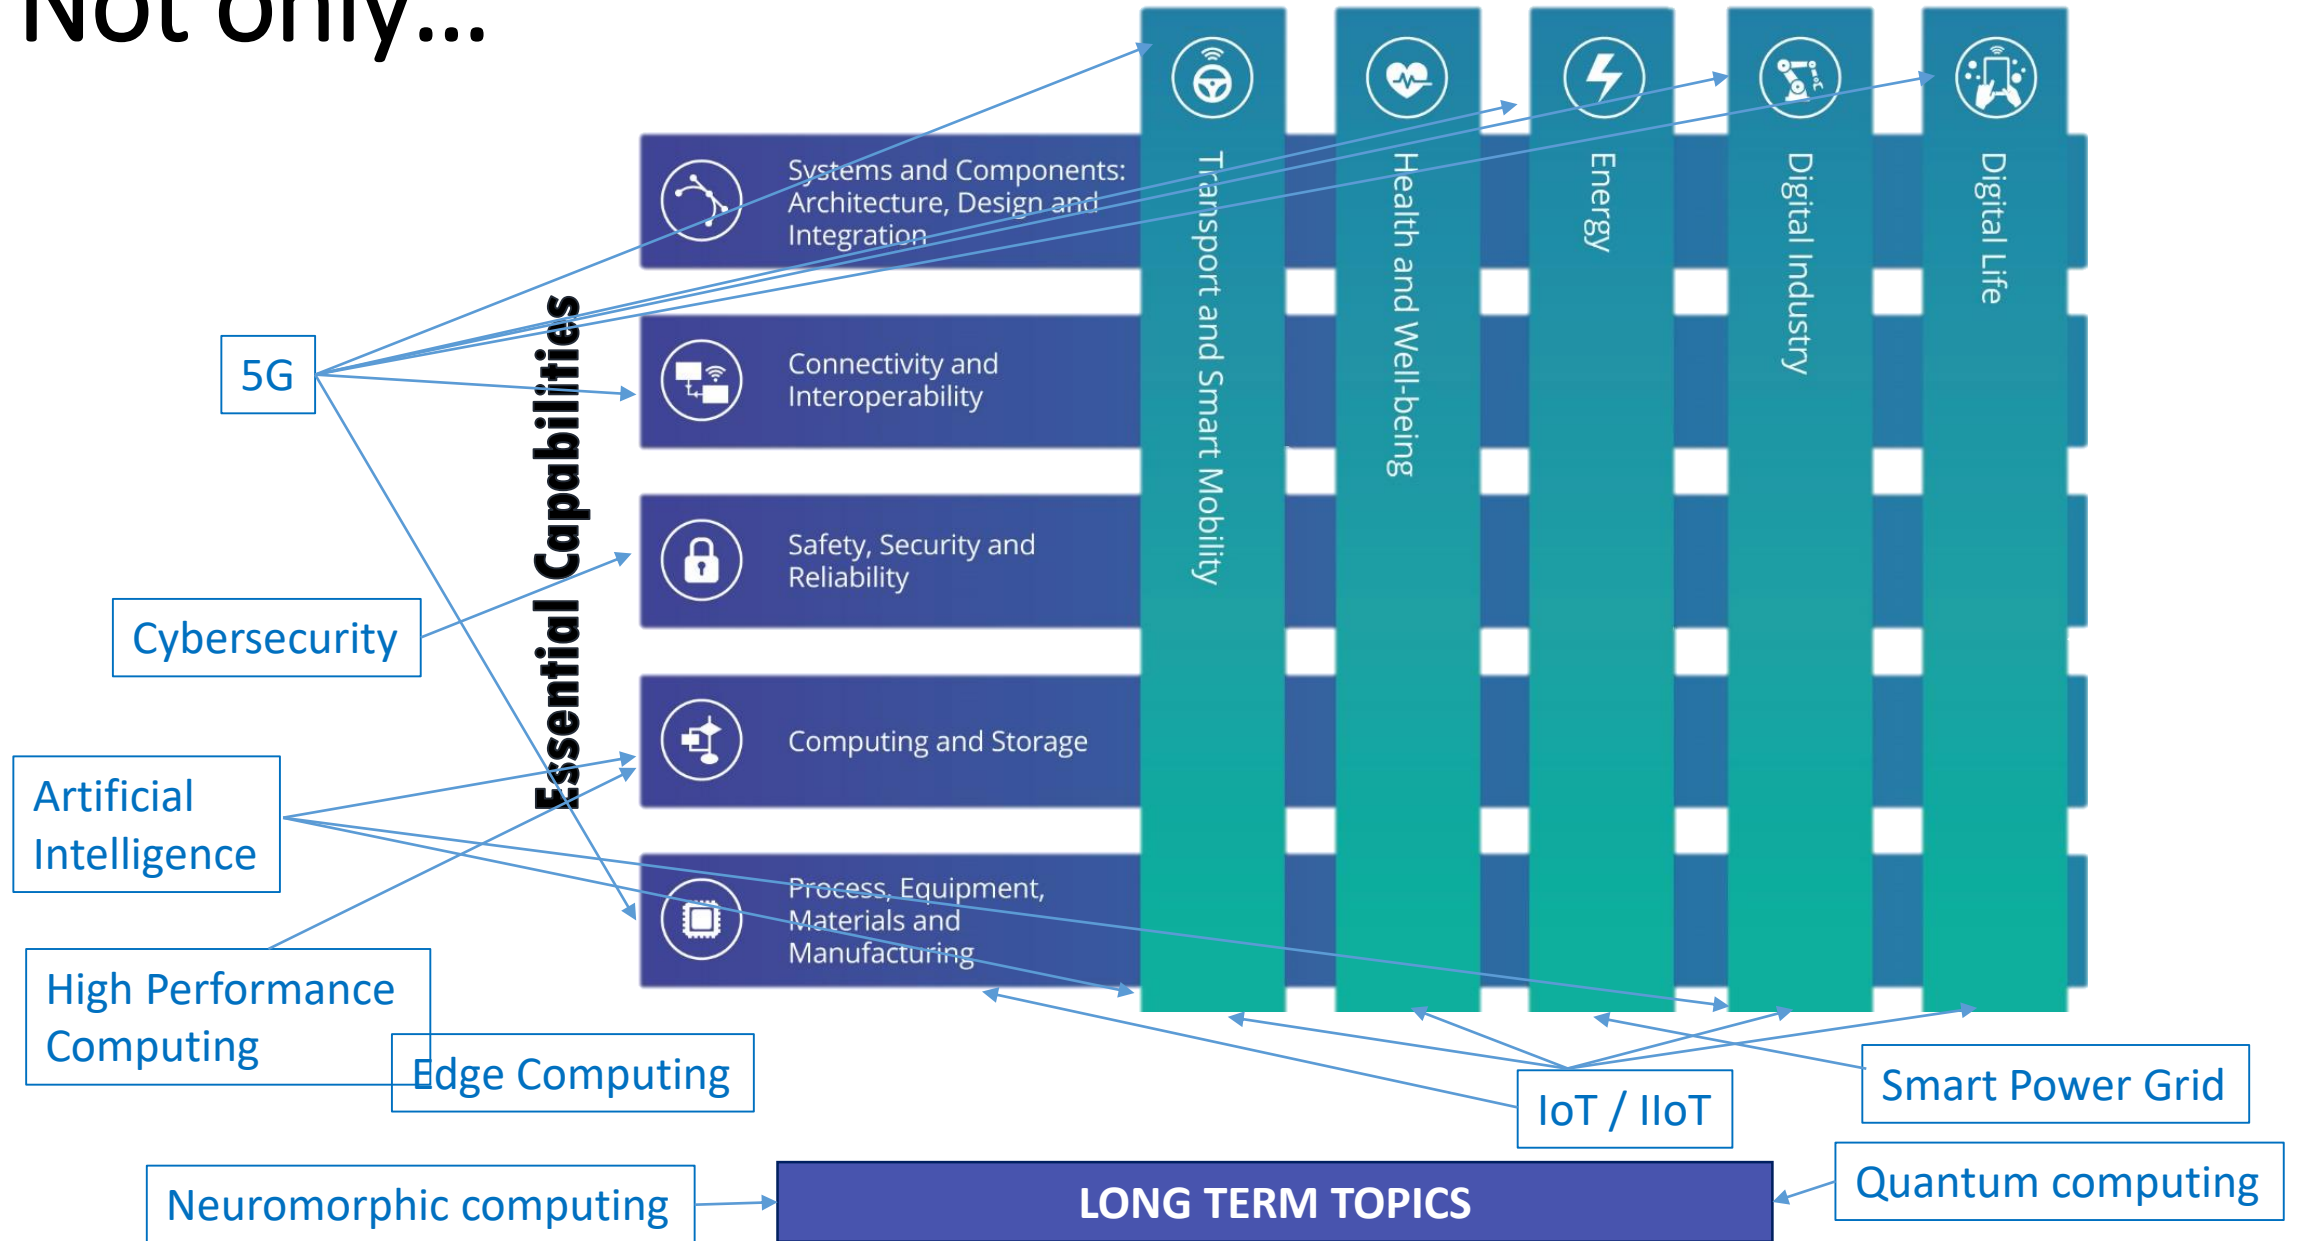 Not only...
Transport and Smart Mobility
Health and Well-being
Energy
Digital Industry
Digital Life
Systems and Components:
Architecture, Design and
Integration
Essential Capabilities
5G
Connectivity and
Interoperability
Safety, Security and
Reliability
Cybersecurity
Computing and Storage
Artificial
Intelligence
Process, Equipment,
Materials and
Manufacturing
High Performance
Computing
Edge Computing
IoT / IIoT
Smart Power Grid
Neuromorphic computing
LONG TERM TOPICS
Quantum computing